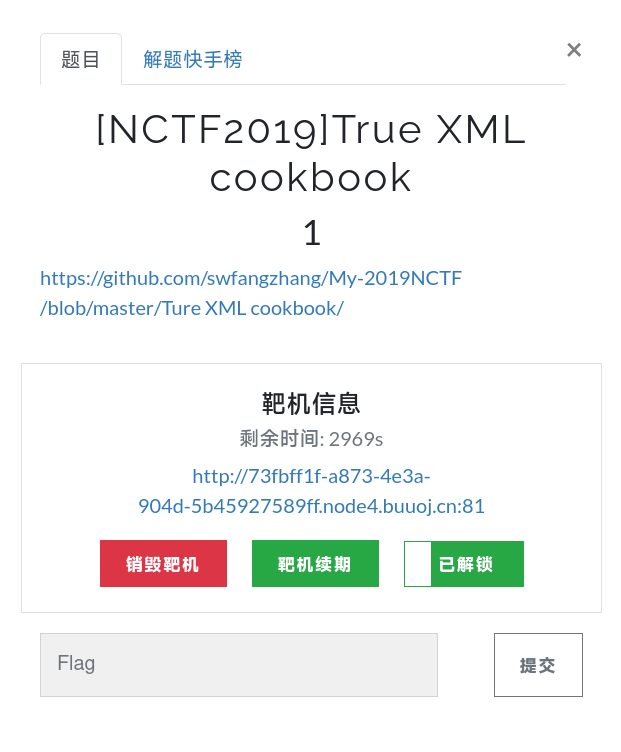 题目 解题快手榜 ×
[NCTF2019]True XML
cookbook
1
https://github.com/swfangzhang/My-2019NCTF
/blob/master/Ture XML cookbook/
靶机信息
剩余时间: 2969s
http://73fbff1f-a873-4e3a-
904d-5b45927589ff.node4.buuoj.cn:81
销毁靶机 靶机续期 已解锁
Flag 提交